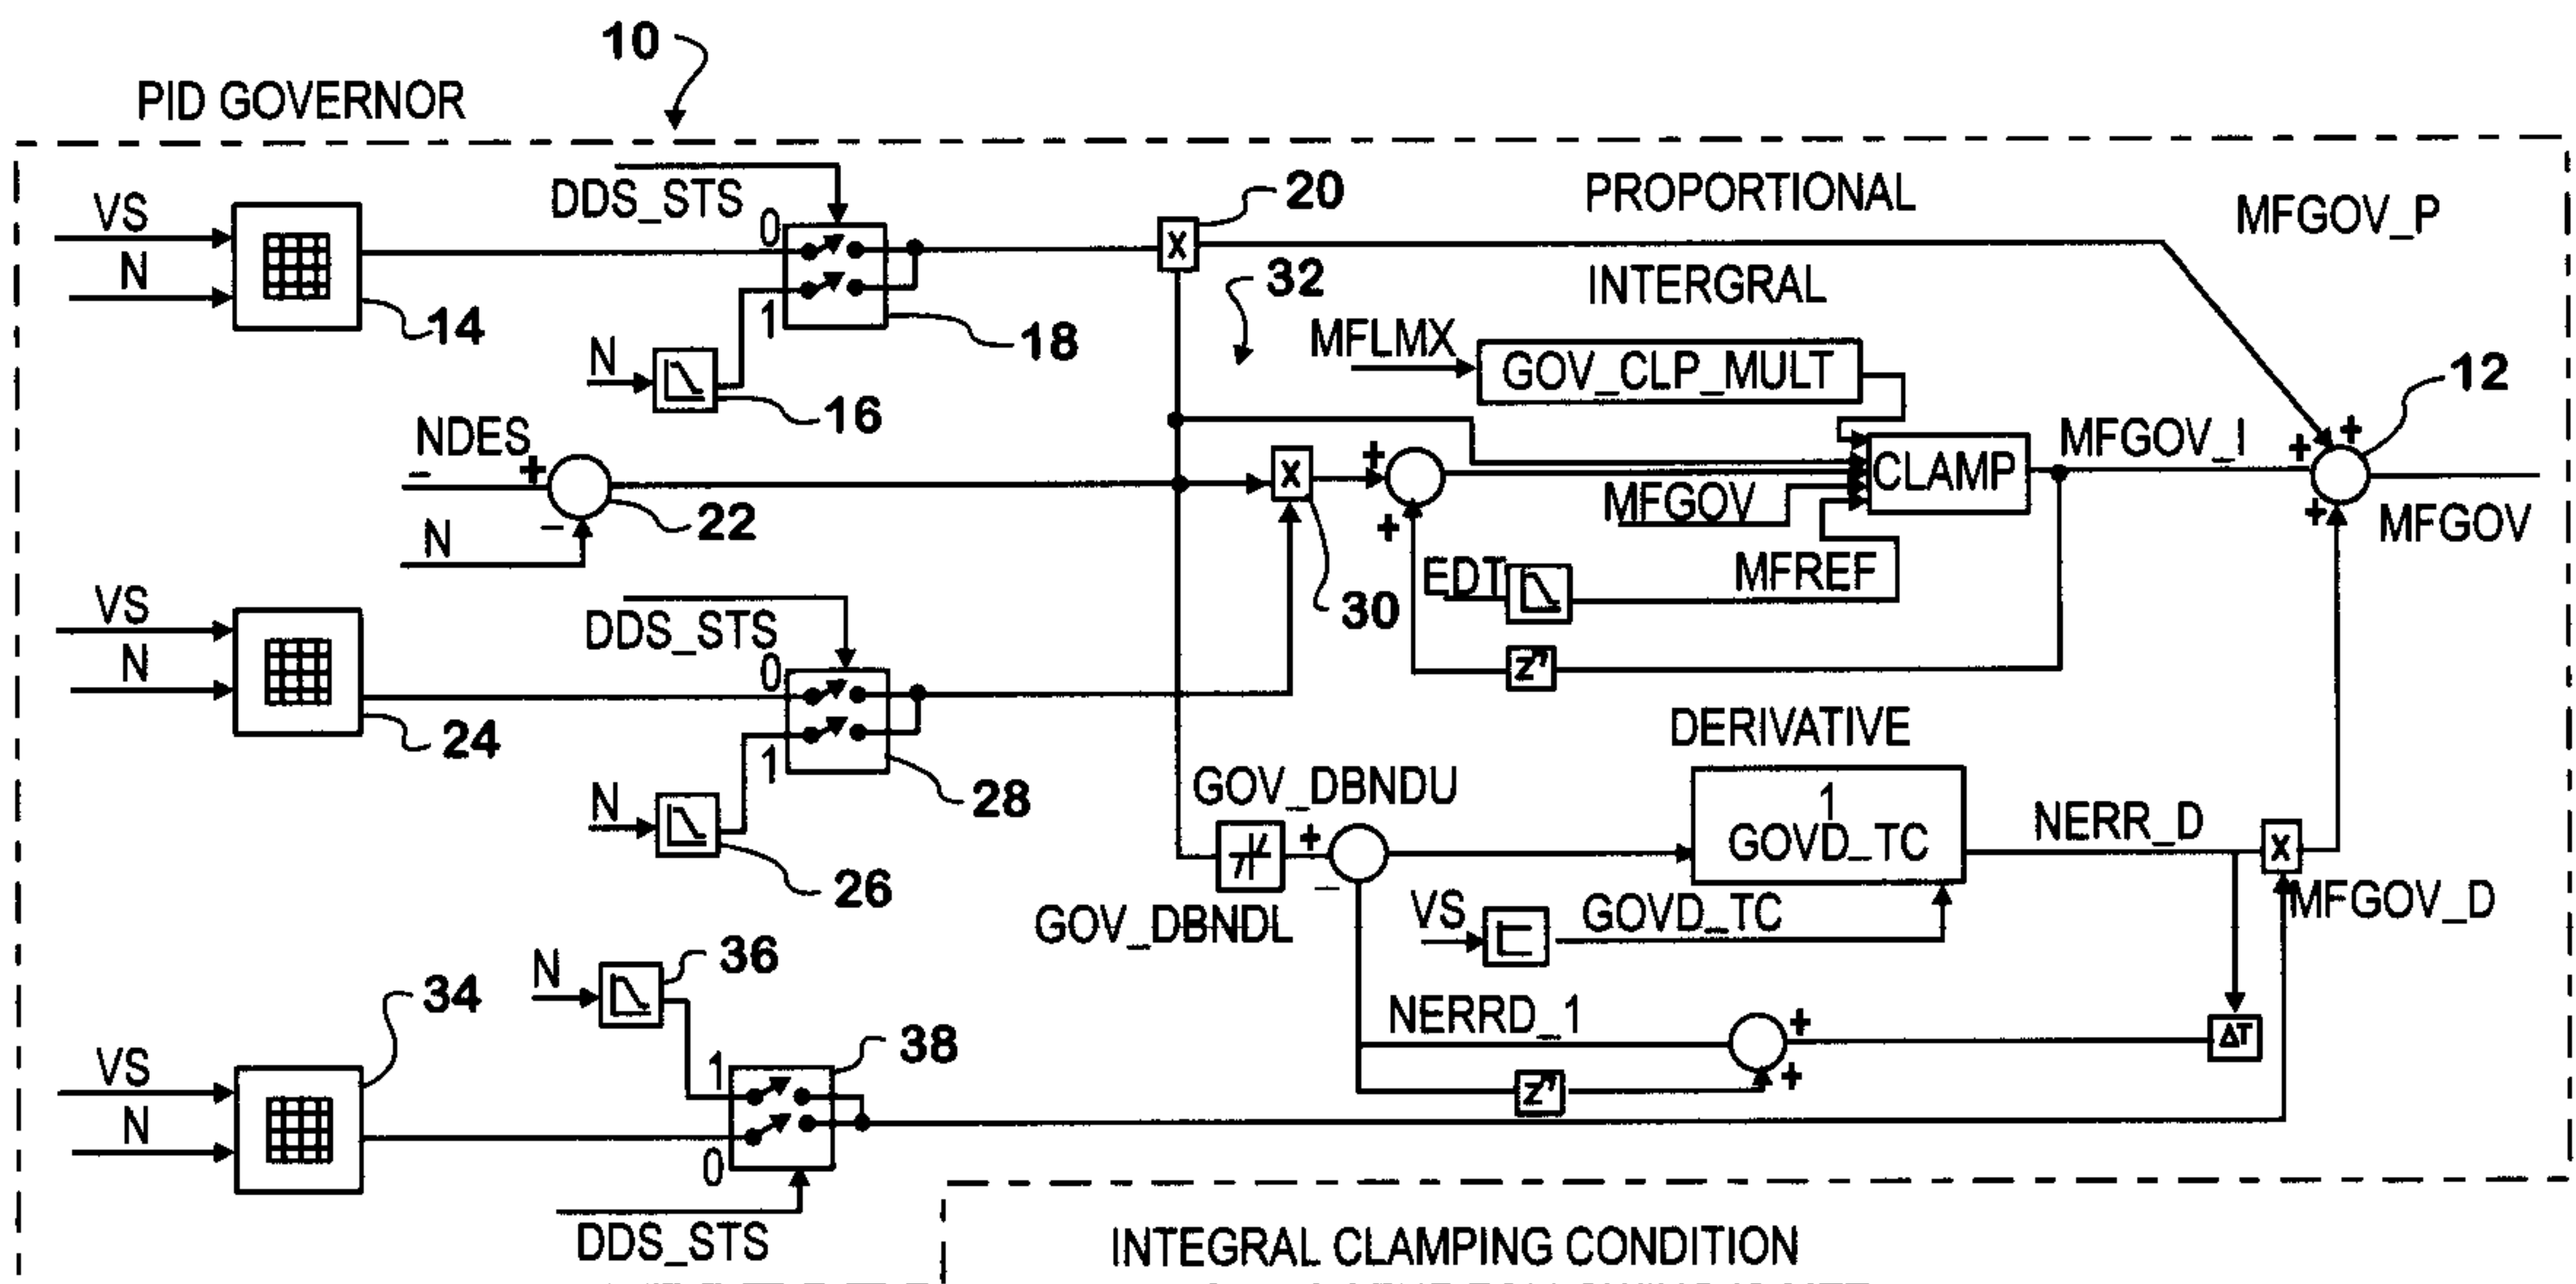 10
PID GOVERNOR
VS
N
14
DDS_STS
0
1
18
N
16
X
20
PROPORTIONAL
MFGOV_P
32
INTERGRAL
MFLMX
GOV_CLP_MULT
12
NDES
-
+
N
-
22
X
30
+
+
CLAMP
MFGOV
MFGOV_I
+
+
+
MFGOV
EDT
MFREF
VS
N
24
DDS_STS
0
1
28
N
26
DERIVATIVE
GOV_DBNDU
GOV_DBNDL
+
-
1
GOVD_TC
NERR_D
X
MFGOV_D
VS
GOVD_TC
NERRD_1
+
+
ΔT
N
36
VS
N
34
1
0
38
DDS_STS
INTEGRAL CLAMPING CONDITION